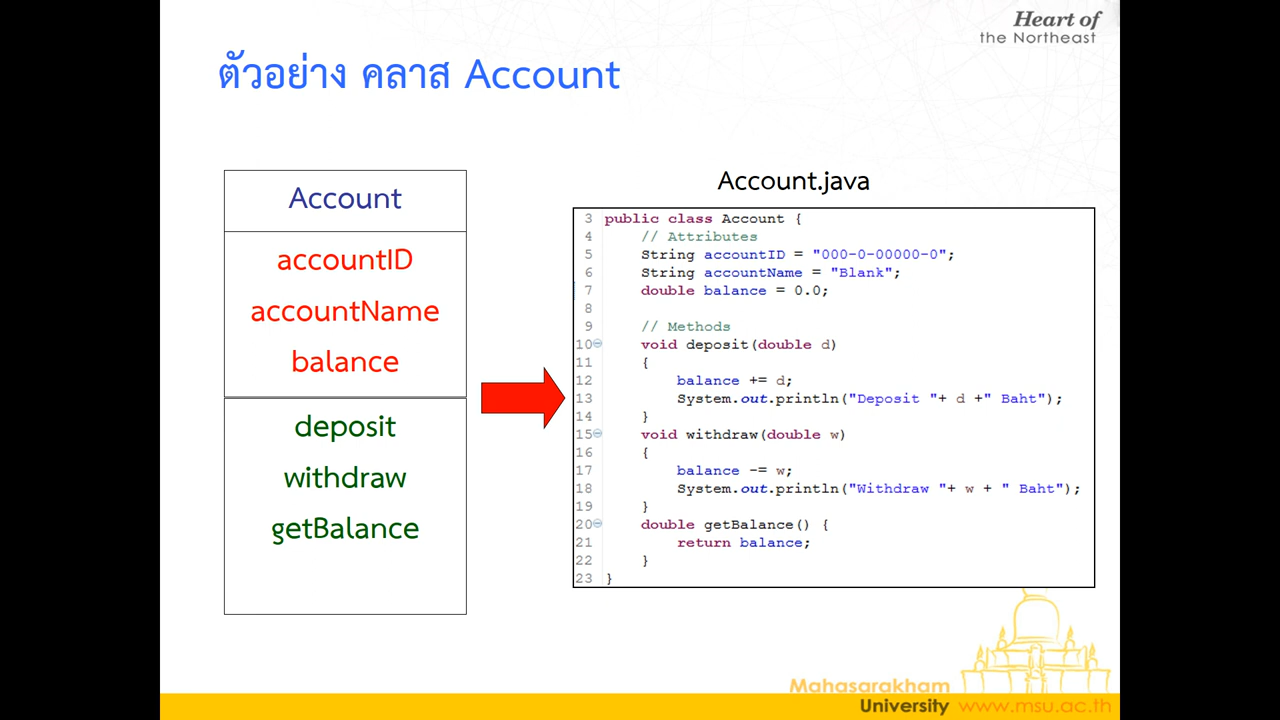 Heart of
the Northeast
ตัวอย่าง คลาส Account
Account
accountID
accountName
balance
deposit
withdraw
getBalance
Account.java
3 public class Account {
4 // Attributes
5 String accountID = "000-0-00000-0";
6 String accountName = "Blank";
7 double balance = 0.0;
8
9 // Methods
10 void deposit(double d)
11 {
12 balance += d;
13 System.out.println("Deposit "+ d +" Baht");
14 }
15 void withdraw(double w)
16 {
17 balance -= w;
18 System.out.println("Withdraw "+ w + " Baht");
19 }
20 double getBalance() {
21 return balance;
22 }
23 }
Mahasarakham
University www.msu.ac.th